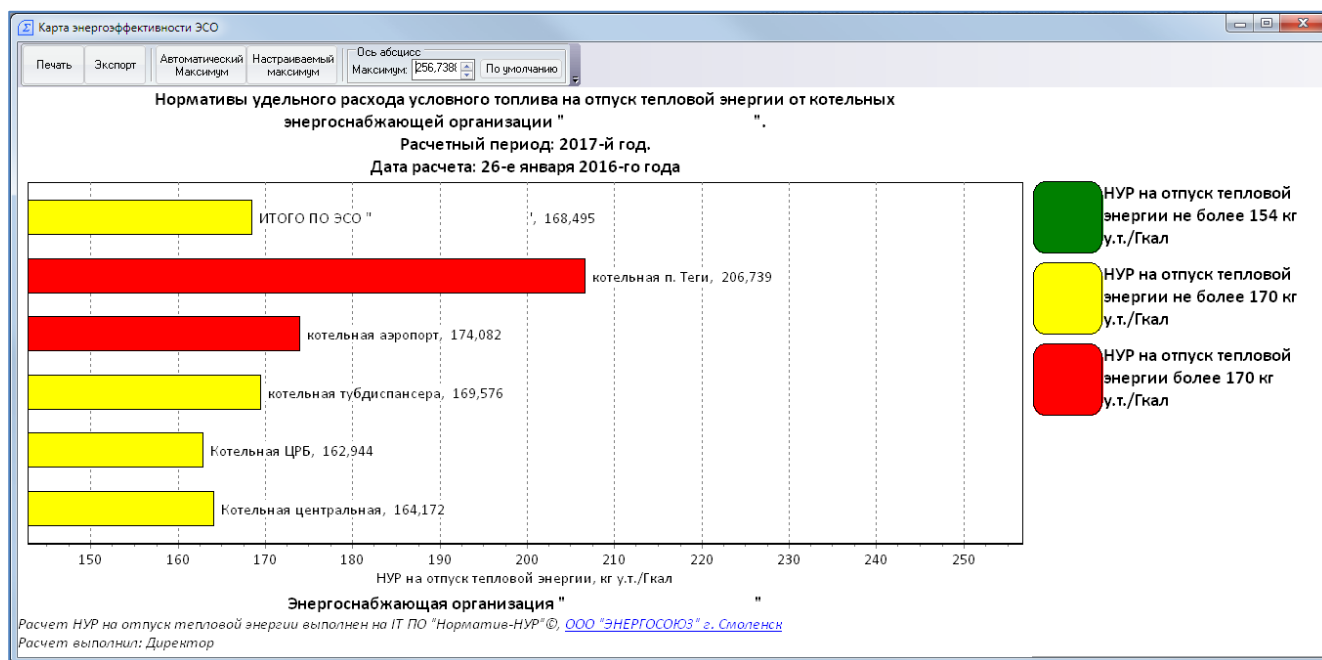 Карта энергоэффективности ЭСО
Печать
Экспорт
Автоматический
Максимум
Настраиваемый
максимум
Ось абсцисс
Максимум: 256,738
По умолчанию
Нормативы удельного расхода условного топлива на отпуск тепловой энергии от котельных
энергоснабжающей организации " ".
Расчетный период: 2017-й год.
Дата расчета: 26-е января 2016-го года
ИТОГО ПО ЭСО " ', 168,495
котельная п. Теги, 206,739
котельная аэропорт, 174,082
котельная тубдиспансера, 169,576
Котельная ЦРБ, 162,944
Котельная центральная, 164,172
150 160 170 180 190 200 210 220 230 240 250
НУР на отпуск тепловой энергии, кг у.т./Гкал
НУР на отпуск тепловой
энергии не более 154 кг
у.т./Гкал
НУР на отпуск тепловой
энергии не более 170 кг
у.т./Гкал
НУР на отпуск тепловой
энергии более 170 кг
у.т./Гкал
Энергоснабжающая организация " "
Расчет НУР на отпуск тепловой энергии выполнен на IT ПО "Норматив-НУР"©, ООО "ЭНЕРГОСОЮЗ" г. Смоленск
Расчет выполнил: Директор